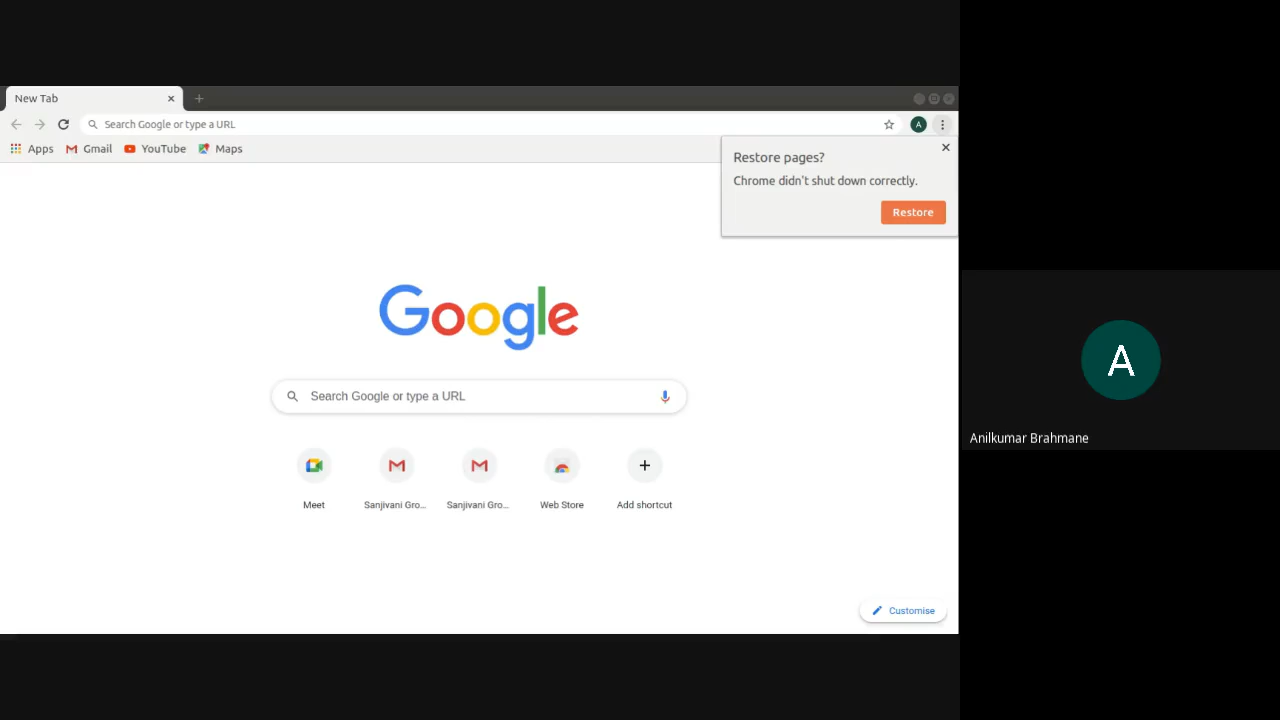 New Tab
Search Google or type a URL
A
Apps
Gmail
YouTube
Maps
Restore pages?
Chrome didn't shut down correctly.
Restore
Google
Search Google or type a URL
Meet
Sanjivani Gro...
Sanjivani Gro...
Web Store
Add shortcut
Customise
A
Anilkumar Brahmane